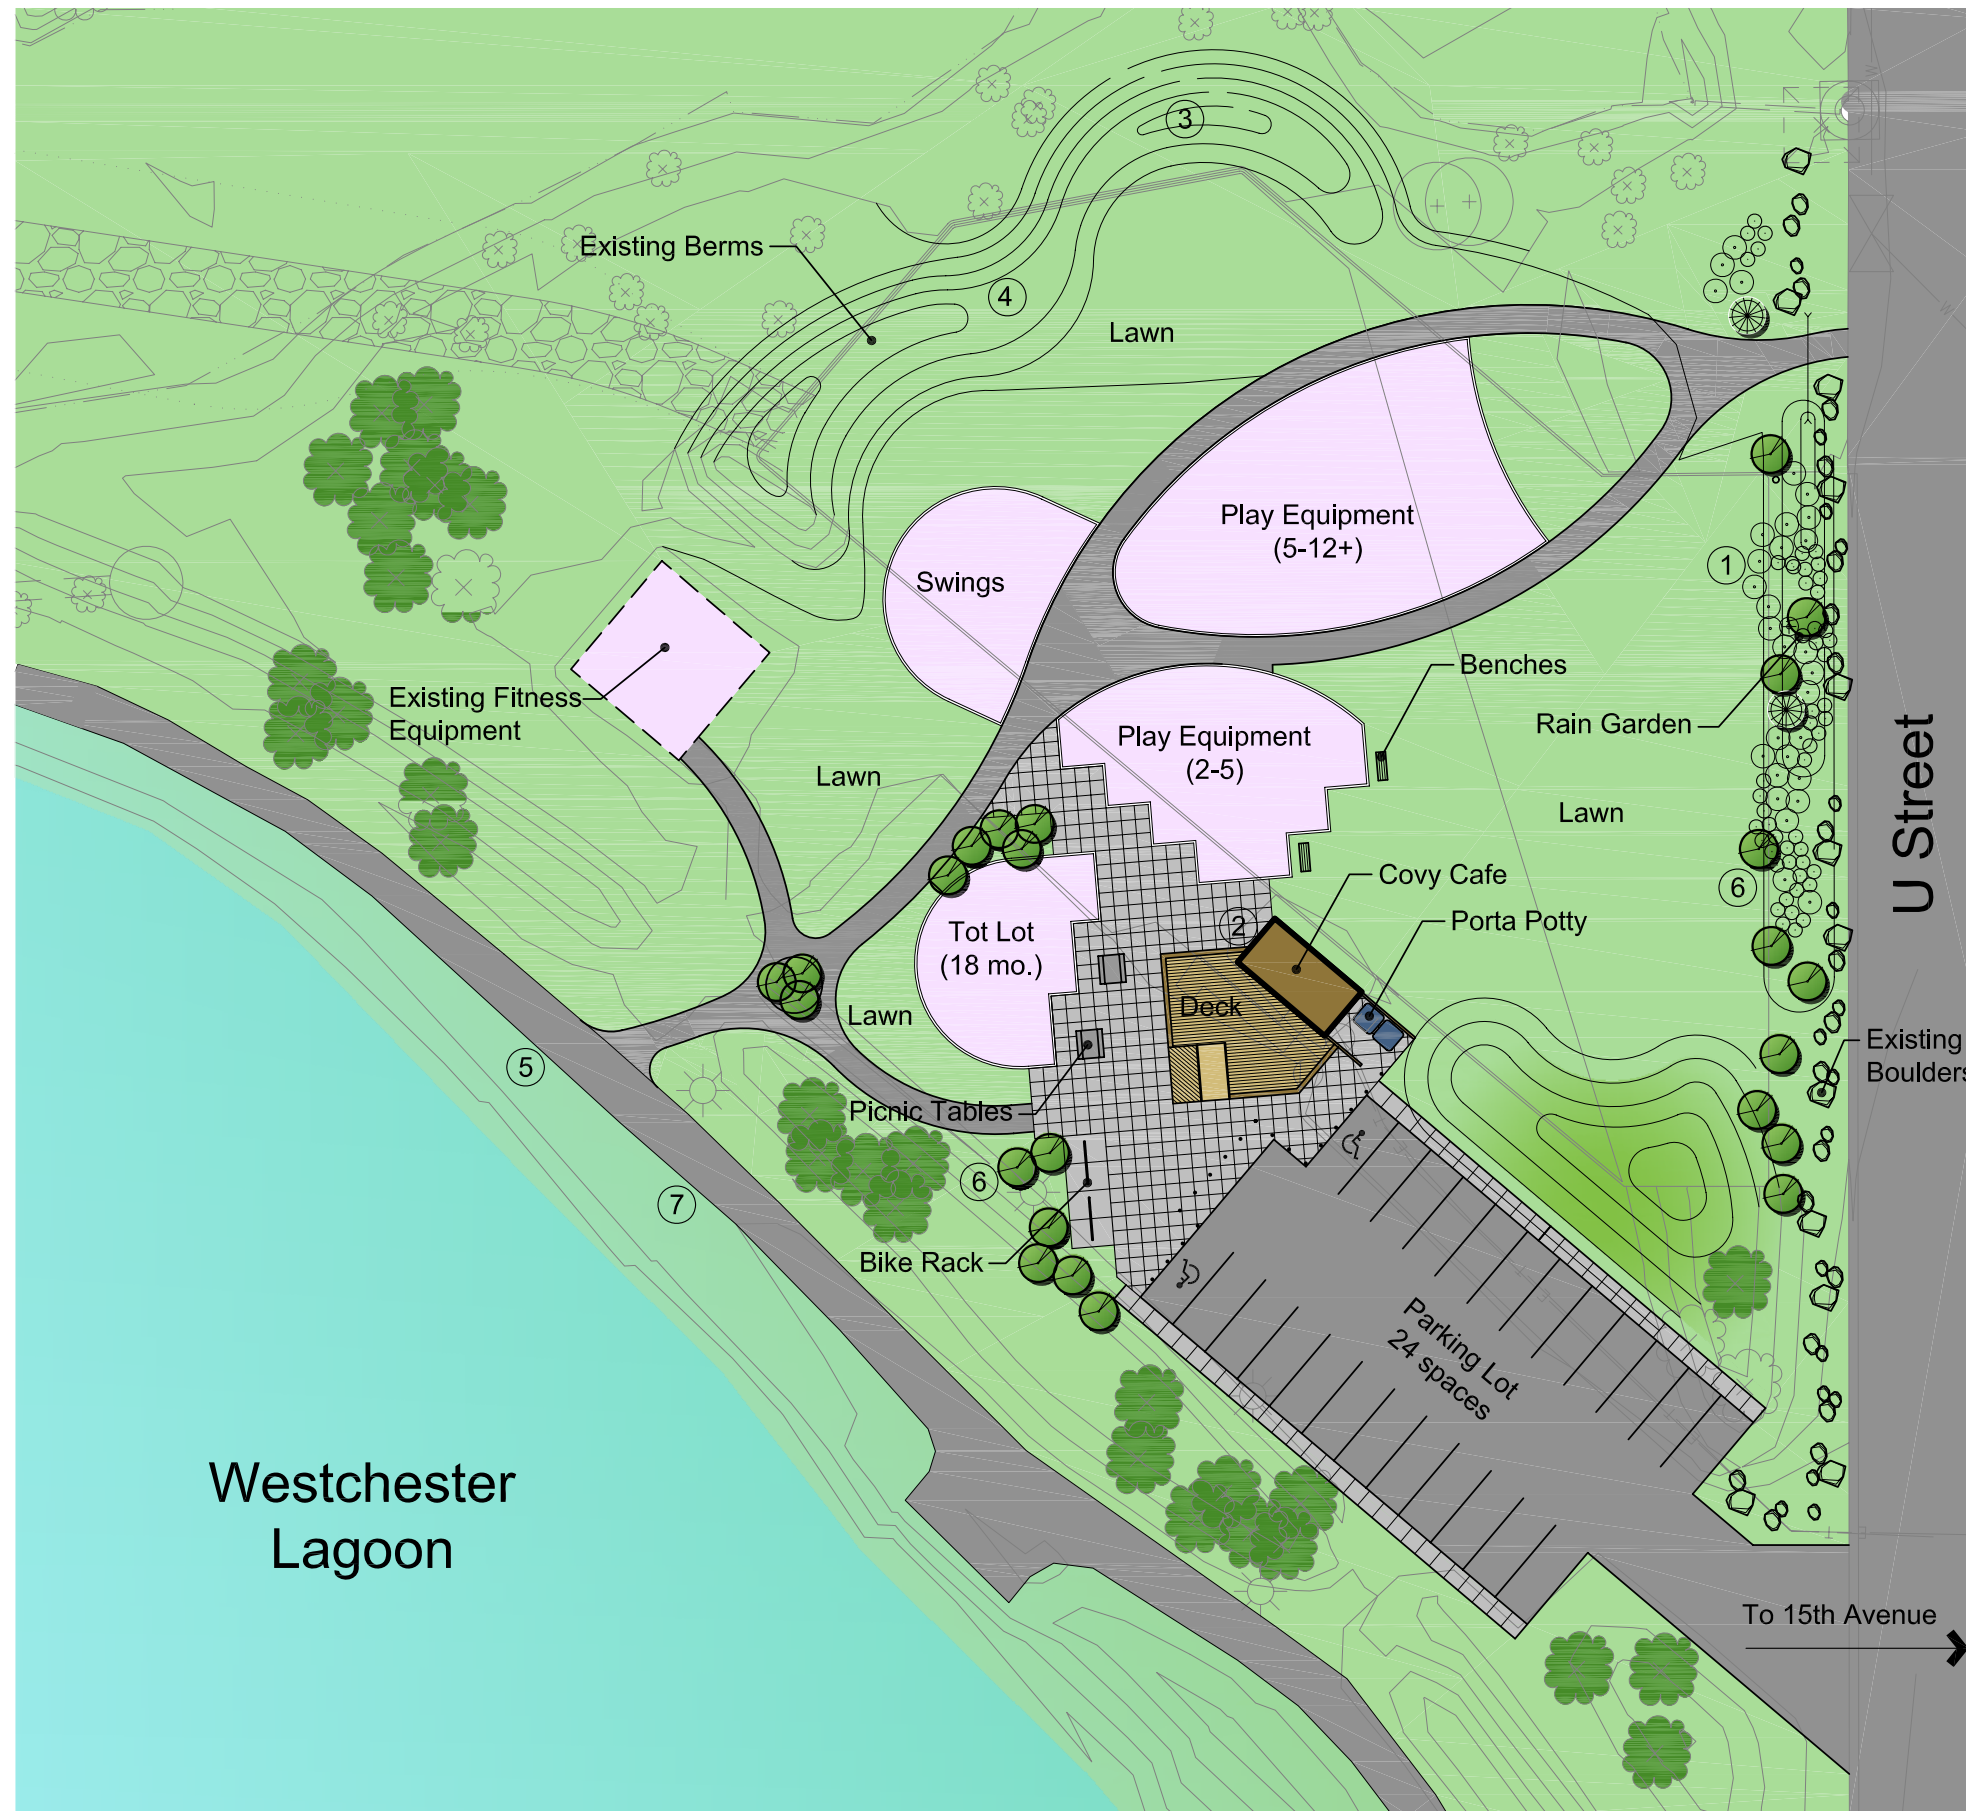 3
Existing Berms
4
Lawn
Play Equipment
(5-12+)
1
Swings
Benches
Existing Fitness
Equipment
Rain Garden
Play Equipment
(2-5)
Lawn
Lawn
U Street
Covy Cafe
6
2
Porta Potty
Tot Lot
(18 mo.)
Deck
Lawn
Existing
Boulders
5
Picnic Tables
6
7
Bike Rack
Parking Lot
24 spaces
Westchester
Lagoon
To 15th Avenue